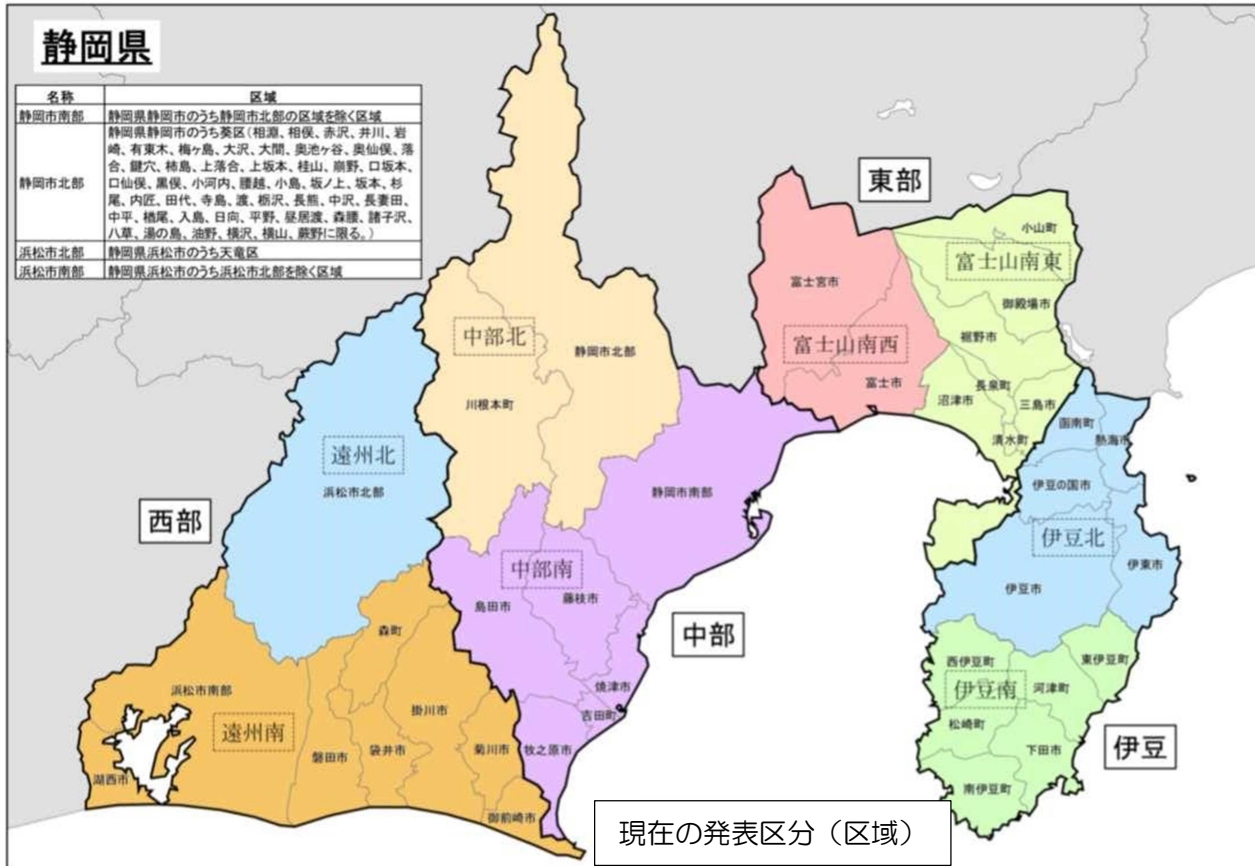 静岡県
名称 区域
静岡市南部 静岡県静岡市のうち静岡市北部の区域を除く区域
静岡市北部 静岡県静岡市のうち葵区(相淵、相俣、赤沢、井川、岩
崎、有東木、梅ヶ島、大沢、大間、奥池ヶ谷、奥仙俣、落
合、鍵穴、柿島、上落合、上坂本、桂山、崩野、口坂本、
口仙俣、黒俣、小河内、腰越、小島、坂ノ上、坂本、杉
尾、内匠、田代、寺島、渡、栃沢、長熊、中沢、長妻田、
中平、楢尾、入島、日向、平野、昼居渡、森腰、諸子沢、
八草、湯の島、油野、横沢、横山、蕨野に限る。)
浜松市北部 静岡県浜松市のうち天竜区
浜松市南部 静岡県浜松市のうち浜松市北部を除く区域
東部
小山町
富士山南東
富士宮市
御殿場市
裾野市
富士山南西
富士市
長泉町
沼津市
三島市
清水町
中部北
静岡市北部
川根本町
函南町
熱海市
伊豆の国市
伊豆北
伊東市
伊豆市
遠州北
浜松市北部
西部
静岡市南部
中部南
島田市
藤枝市
中部
焼津市
吉田町
牧之原市
森町
浜松市南部
掛川市
遠州南
磐田市
袋井市
菊川市
湖西市
御前崎市
西伊豆町
東伊豆町
伊豆南
河津町
松崎町
下田市
南伊豆町
伊豆
現在の発表区分(区域)